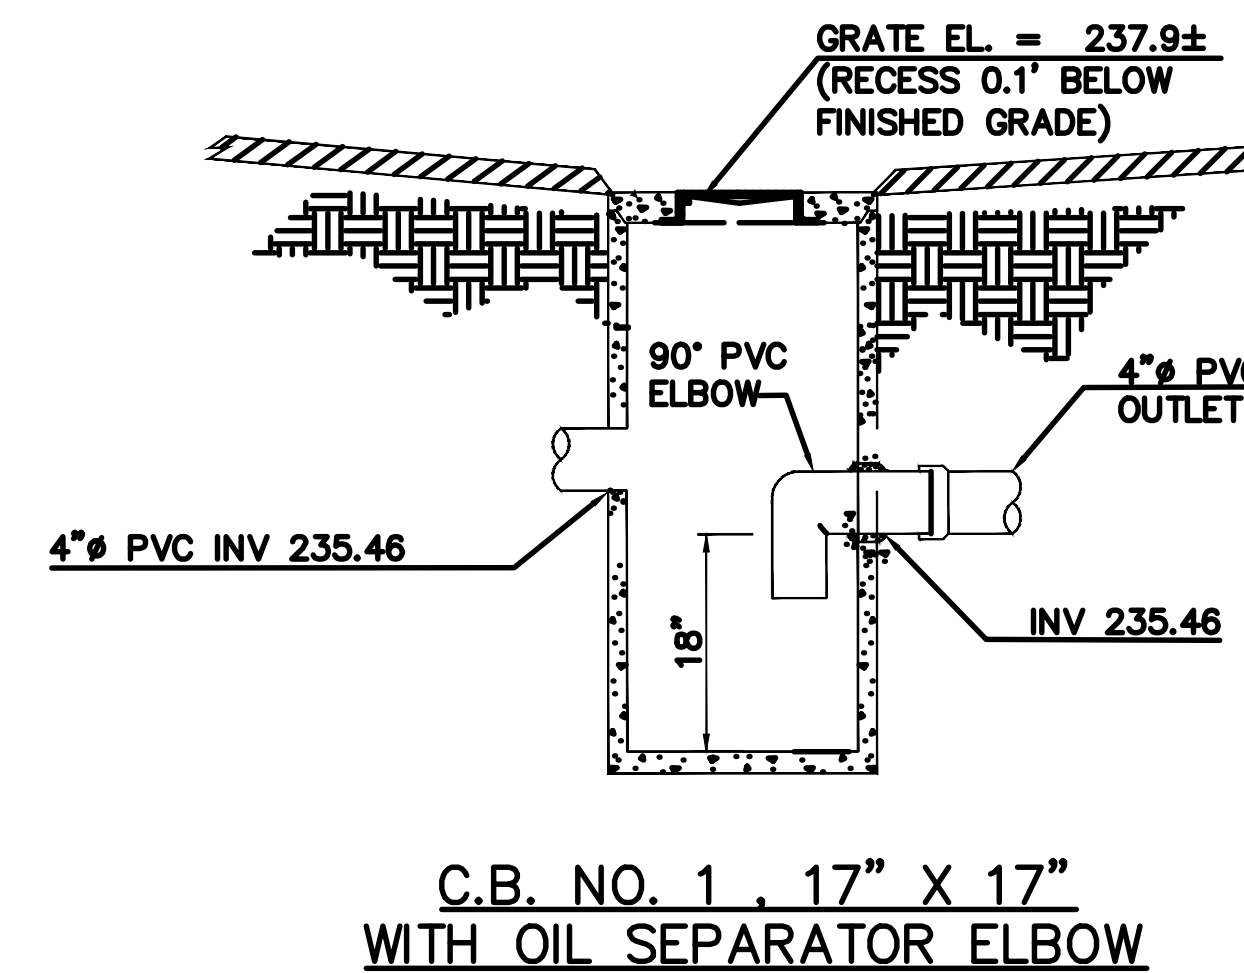 GRATE EL. = 237.9±
(RECESS 0.1' BELOW
FINISHED GRADE)
90° PVC
ELBOW
4"ø PVC
OUTLET
4"ø PVC INV 235.46
18"
INV 235.46
C.B. NO. 1 , 17" X 17"
WITH OIL SEPARATOR ELBOW